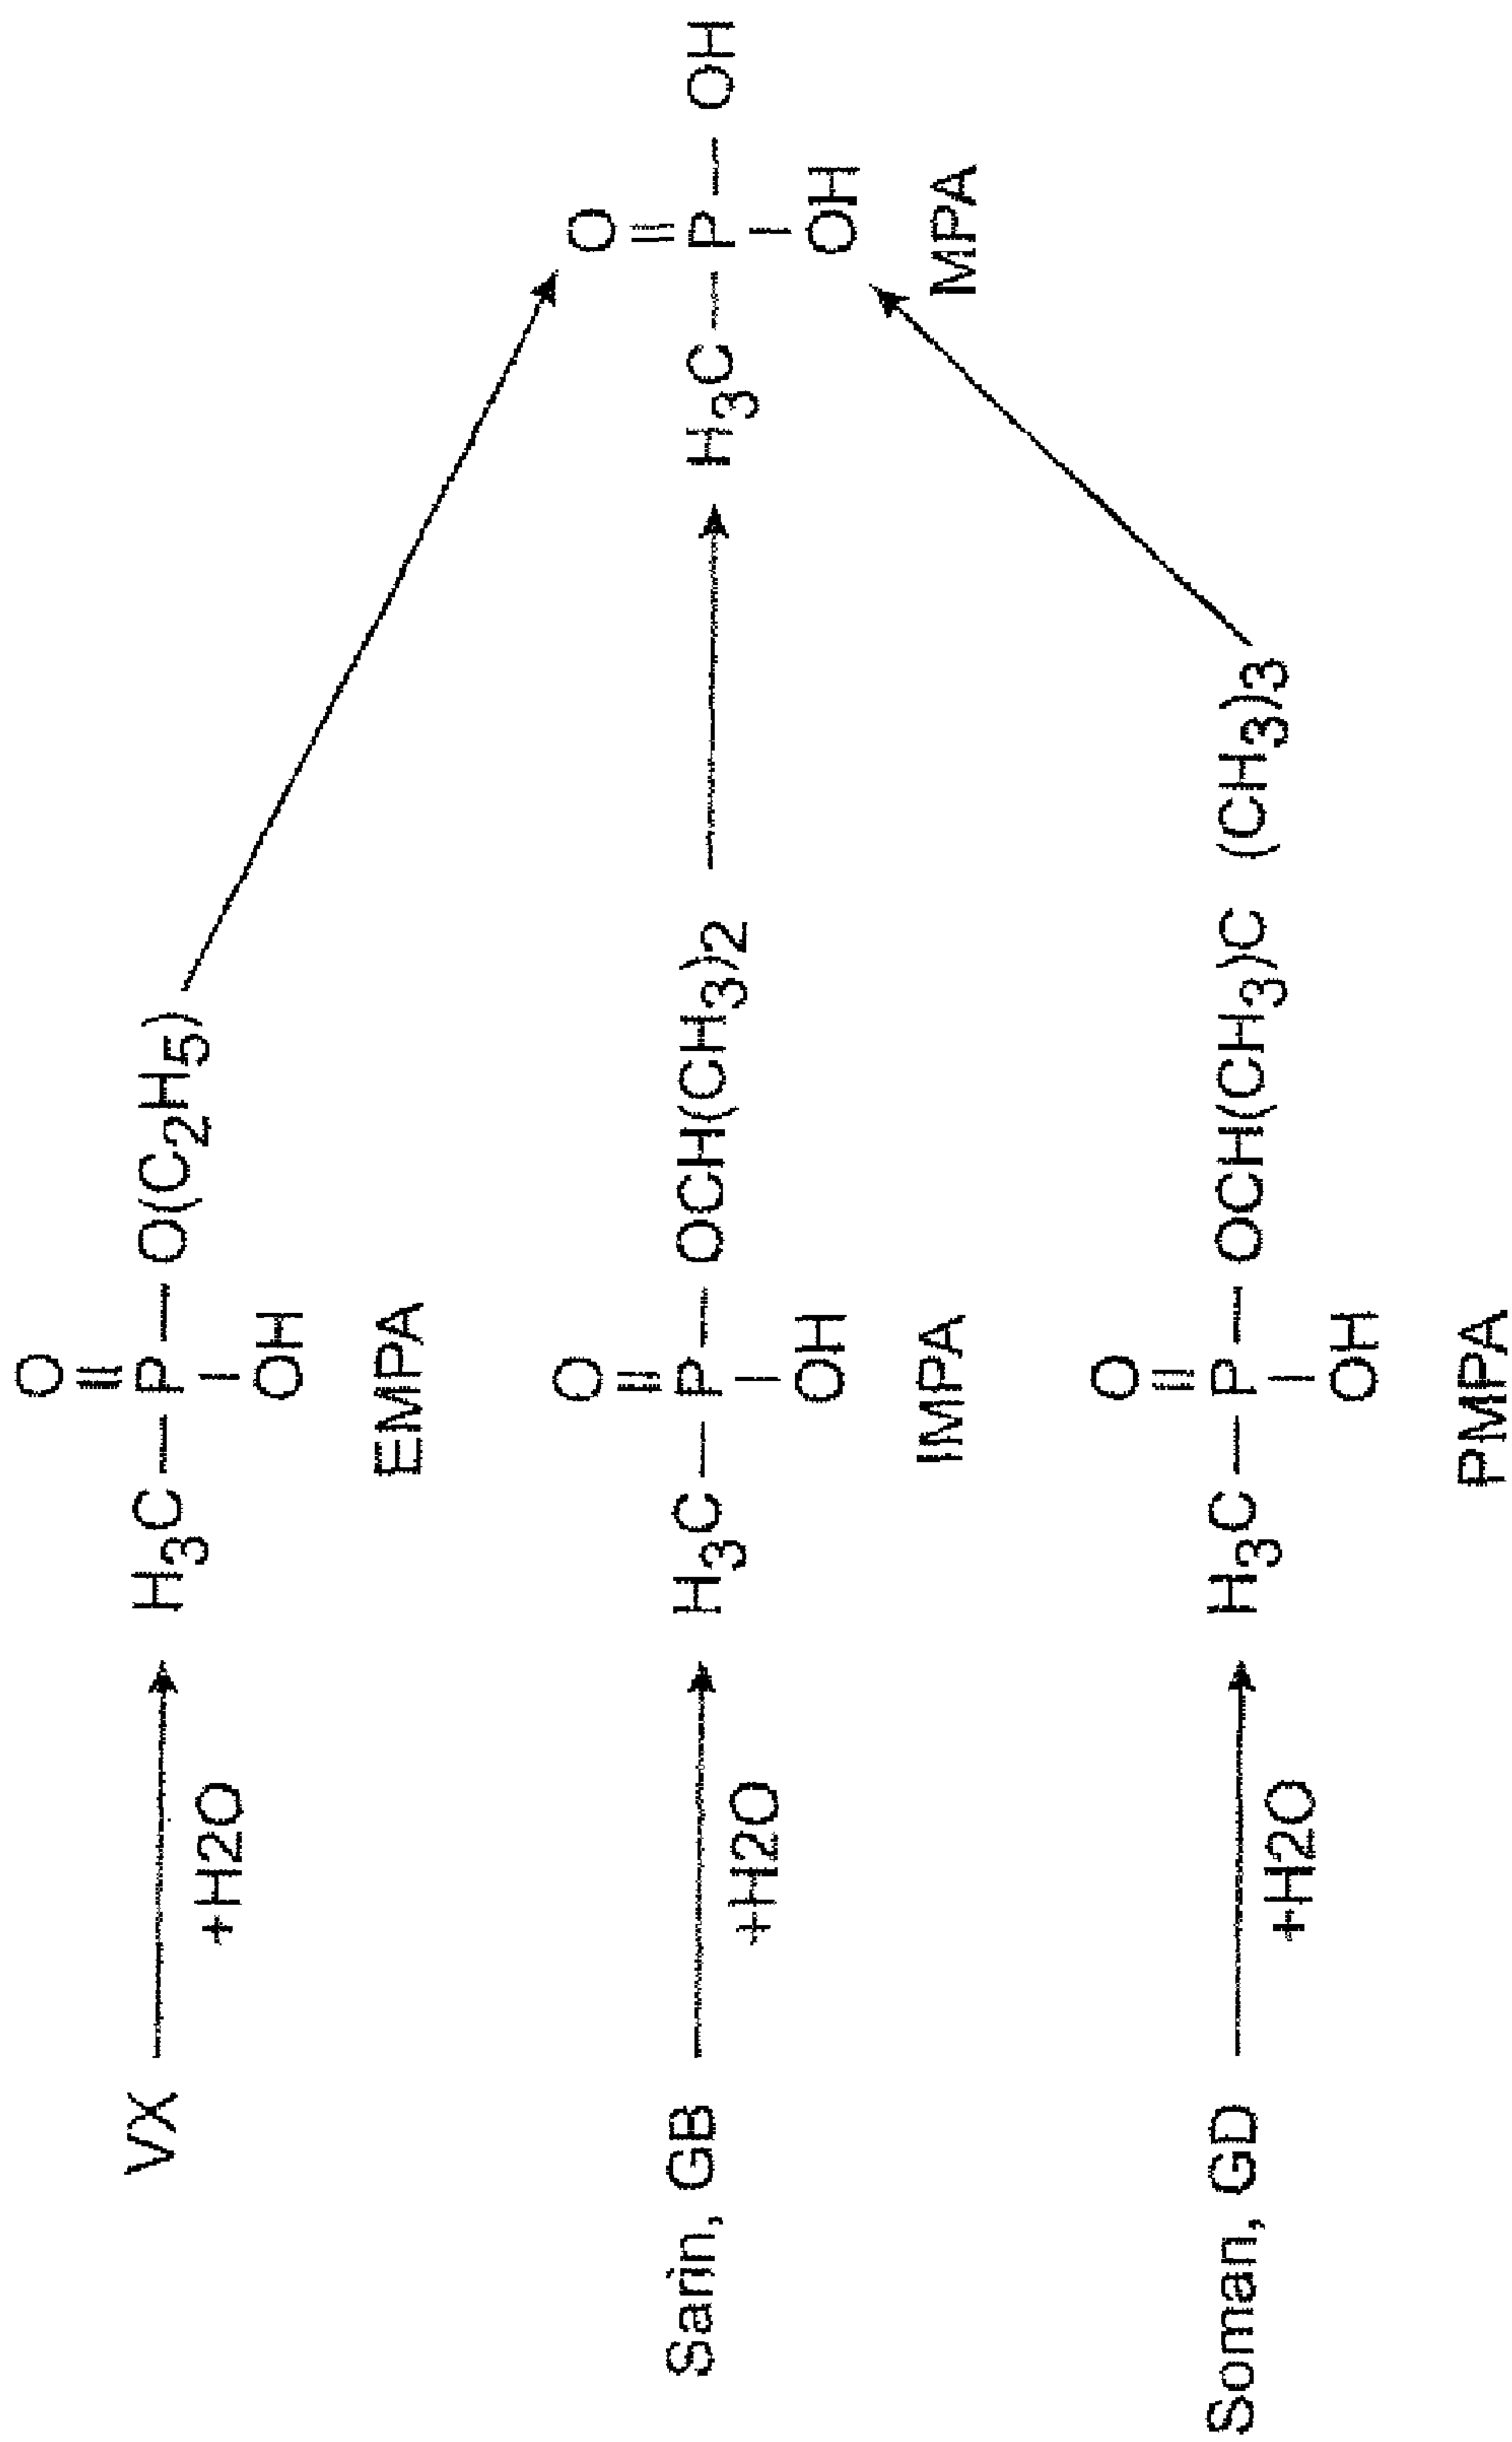 O
||
VX → H3C — P — O(C2H5)
+H2O
|
OH
EMPA
O
||
Sarin, GB → H3C — P — OCH(CH3)2 → H3C — P — OH
+H2O
|
OH
IMPA
O
||
|
OH
MPA
O
||
Soman, GD → H3C — P — OCH(CH3)C (CH3)3
+H2O
|
OH
PMPA